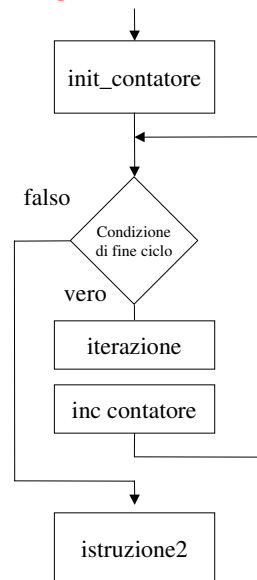 init_contatore
falso
Condizione
di fine ciclo
vero
iterazione
inc contatore
istruzione2